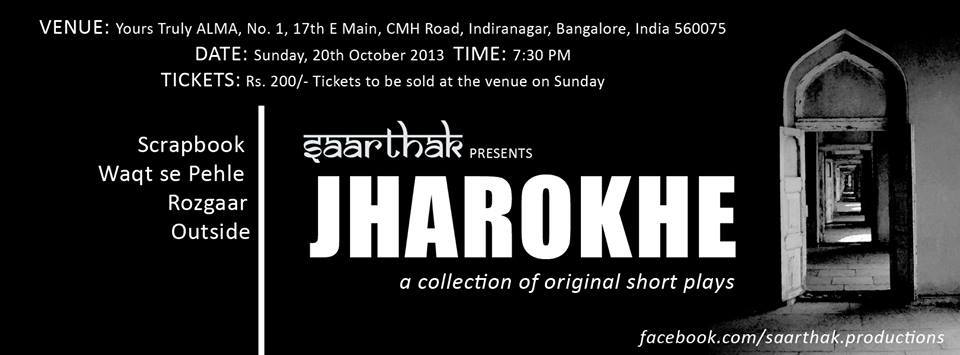 VENUE: Yours Truly ALMA, No. 1, 17th E Main, CMH Road, Indiranagar, Bangalore, India 560075
DATE: Sunday, 20th October 2013 TIME: 7:30 PM
TICKETS: Rs. 200/- Tickets to be sold at the venue on Sunday
Scrapbook
Waqt se Pehle
Rozgaar
Outside
saarthak PRESENTS
JHAROKHE
a collection of original short plays
facebook.com/saarthak.productions